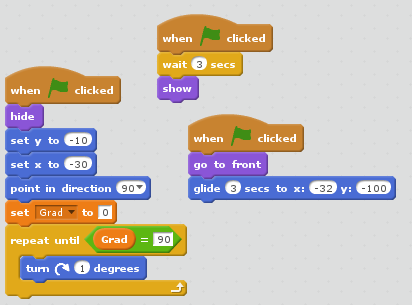 when clicked
wait 3 secs
show
when clicked
hide
set y to -10
set x to -30
point in direction 90
set Grad to 0
repeat until Grad = 90
turn 1 degrees
when clicked
go to front
glide 3 secs to x: -32 y: -100